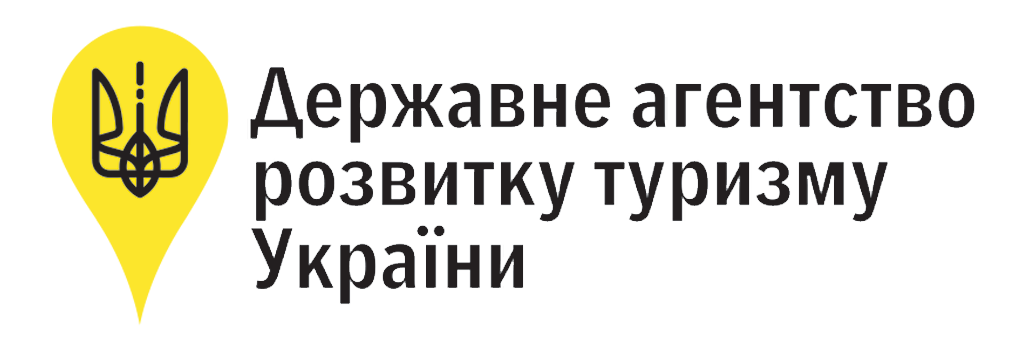 Державне агентство
розвитку туризму
України